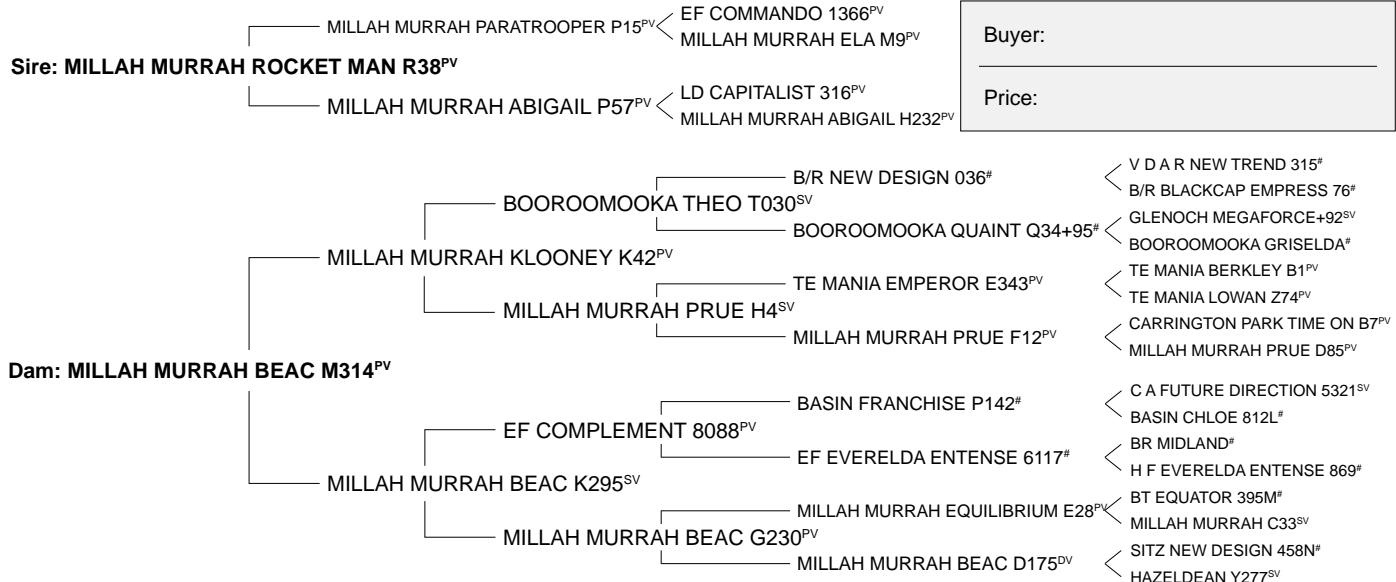 EF COMMANDO 1366PV
MILLAH MURRAH PARATROOPER P15PV
MILLAH MURRAH ELA M9PV
Buyer:
Sire: MILLAH MURRAH ROCKET MAN R38PV
LD CAPITALIST 316PV
Price:
MILLAH MURRAH ABIGAIL P57PV
MILLAH MURRAH ABIGAIL H232PV
V D A R NEW TREND 315#
B/R NEW DESIGN 036#
B/R BLACKCAP EMPRESS 76#
BOOROOMOOKA THEO T030SV
GLENOCH MEGAFORCE+92SV
BOOROOMOOKA QUAINT Q34+95#
BOOROOMOOKA GRISELDA#
MILLAH MURRAH KLOONEY K42PV
TE MANIA BERKLEY B1PV
TE MANIA EMPEROR E343PV
TE MANIA LOWAN Z74PV
MILLAH MURRAH PRUE H4SV
CARRINGTON PARK TIME ON B7PV
MILLAH MURRAH PRUE F12PV
MILLAH MURRAH PRUE D85PV
Dam: MILLAH MURRAH BEAC M314PV
C A FUTURE DIRECTION 5321SV
BASIN FRANCHISE P142#
BASIN CHLOE 812L#
EF COMPLEMENT 8088PV
BR MIDLAND#
EF EVERELDA ENTENSE 6117#
H F EVERELDA ENTENSE 869#
MILLAH MURRAH BEAC K295SV
BT EQUATOR 395M#
MILLAH MURRAH EQUILIBRIUM E28PV
MILLAH MURRAH C33SV
MILLAH MURRAH BEAC G230PV
SITZ NEW DESIGN 458N#
MILLAH MURRAH BEAC D175DV
HAZELDEAN Y277SV